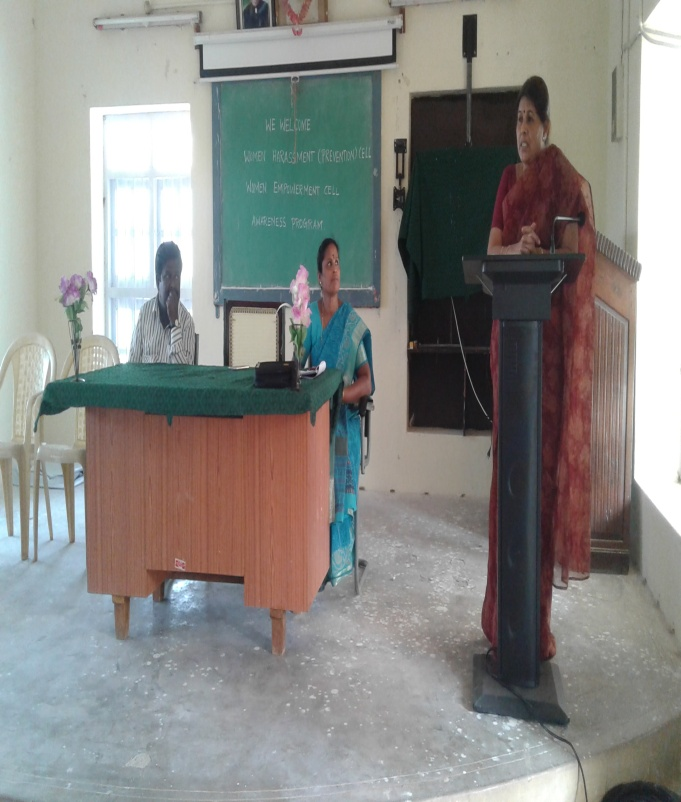 WE WELCOME
WOMEN HARASSMENT (PREVENTION) CELL
WOMEN EMPOWERMENT CELL
AWARENESS PROGRAM